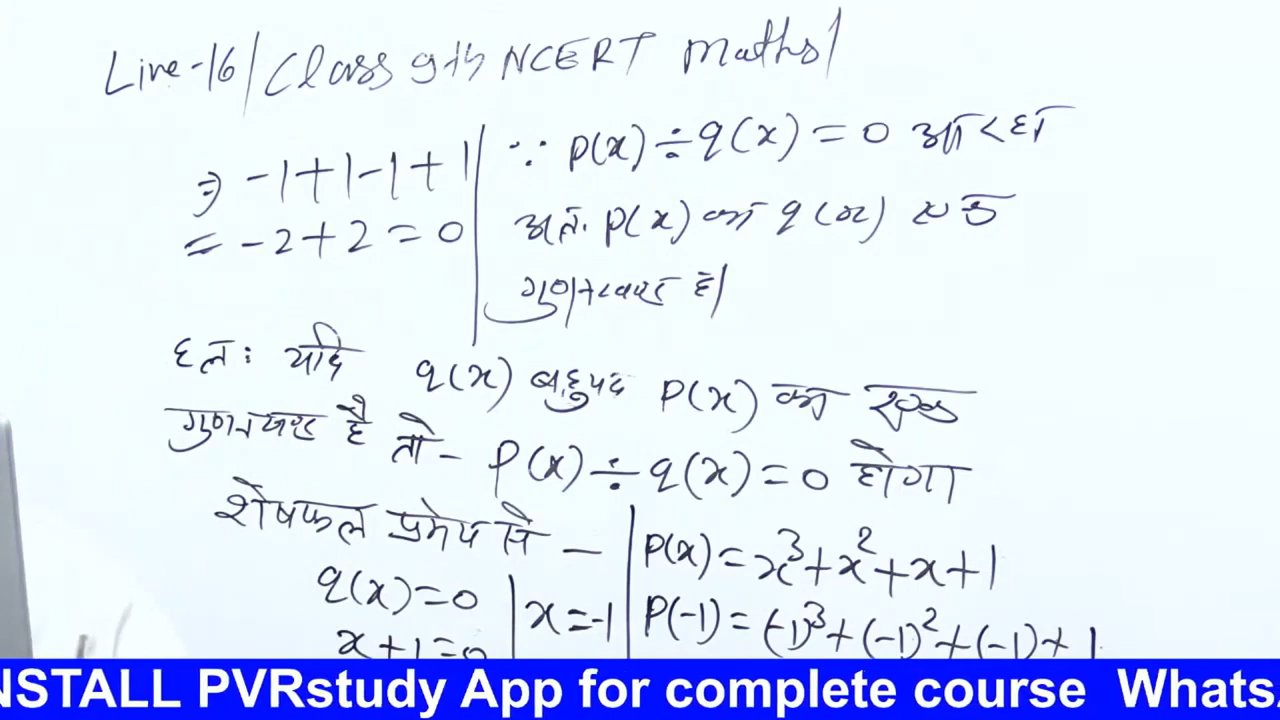 Live-16/Class 9th NCERT Maths/
⇒ -1+1-1+1
= -2+2=0
∵ p(x)÷q(x)=0 आ रहा
अतः p(x) का q(x) एक
गुणनखण्ड है।
हल: यदि q(x) बहुपद p(x) का एक
गुणनखण्ड है तो- p(x)÷q(x)=0 होगा
शेषफल प्रमेय से —
q(x)=0
x+1=0
x=-1
p(x)=x³+x²+x+1
p(-1)=(-1)³+(-1)²+(-1)+1
NSTALL PVRstudy App for complete course Whats